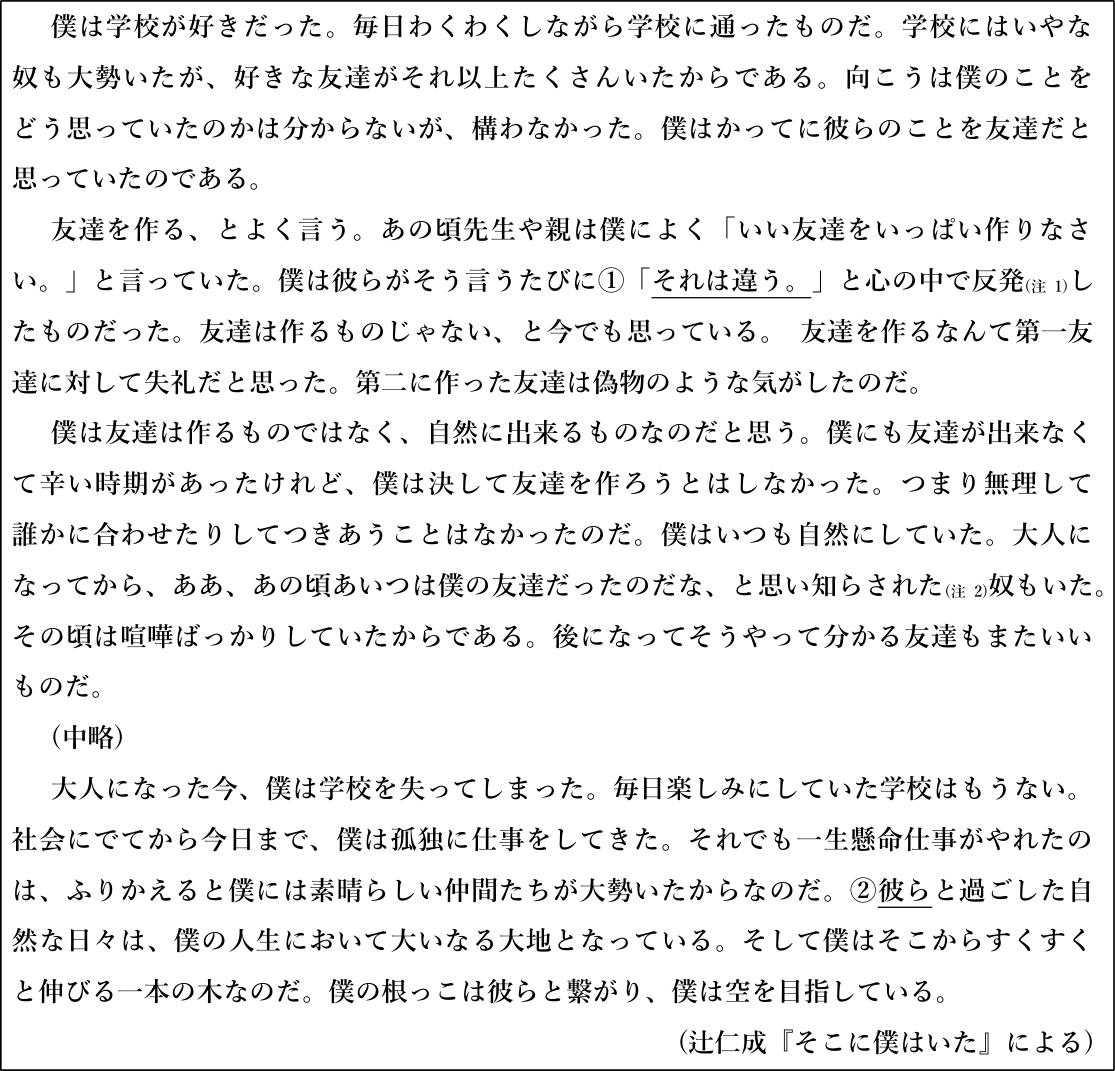 僕は学校が好きだった。毎日わくわくしながら学校に通ったものだ。学校にはいやな
奴も大勢いたが、好きな友達がそれ以上たくさんいたからである。向こうは僕のことを
どう思っていたのかは分からないが、構わなかった。僕はかってに彼らのことを友達だと
思っていたのである。
友達を作る、とよく言う。あの頃先生や親は僕によく「いい友達をいっぱい作りなさ
い。」と言っていた。僕は彼らがそう言うたびに①「それは違う。」と心の中で反発(注 1)し
たものだった。友達は作るものじゃない、と今でも思っている。 友達を作るなんて第一友
達に対して失礼だと思った。第二に作った友達は偽物のような気がしたのだ。
僕は友達は作るものではなく、自然に出来るものなのだと思う。僕にも友達が出来なく
て辛い時期があったけれど、僕は決して友達を作ろうとはしなかった。つまり無理して
誰かに合わせたりしてつきあうことはなかったのだ。僕はいつも自然にしていた。大人に
なってから、ああ、あの頃あいつは僕の友達だったのだな、と思い知らされた(注 2)奴もいた。
その頃は喧嘩ばっかりしていたからである。後になってそうやって分かる友達もまたいい
ものだ。
（中略）
大人になった今、僕は学校を失ってしまった。毎日楽しみにしていた学校はもうない。
社会にでてから今日まで、僕は孤独に仕事をしてきた。それでも一生懸命仕事がやれたの
は、ふりかえると僕には素晴らしい仲間たちが大勢いたからなのだ。②彼らと過ごした自
然な日々は、僕の人生において大いなる大地となっている。そして僕はそこからすくすく
と伸びる一本の木なのだ。僕の根っこは彼らと繋がり、僕は空を目指している。
（辻仁成『そこに僕はいた』による）